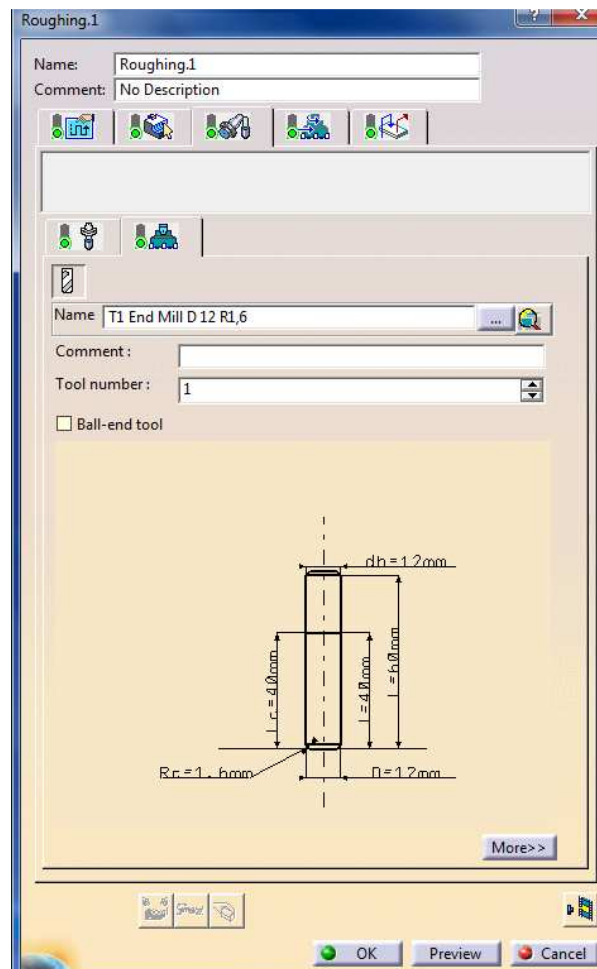 Roughing.1
Name: Roughing.1
Comment: No Description
Name T1 End Mill D 12 R1,6 ...
Comment :
Tool number : 1
Ball-end tool
dh=12mm
Lc=40mm
l=40mm
L=60mm
Rc=1.6mm
D=12mm
More>>
OK Preview Cancel